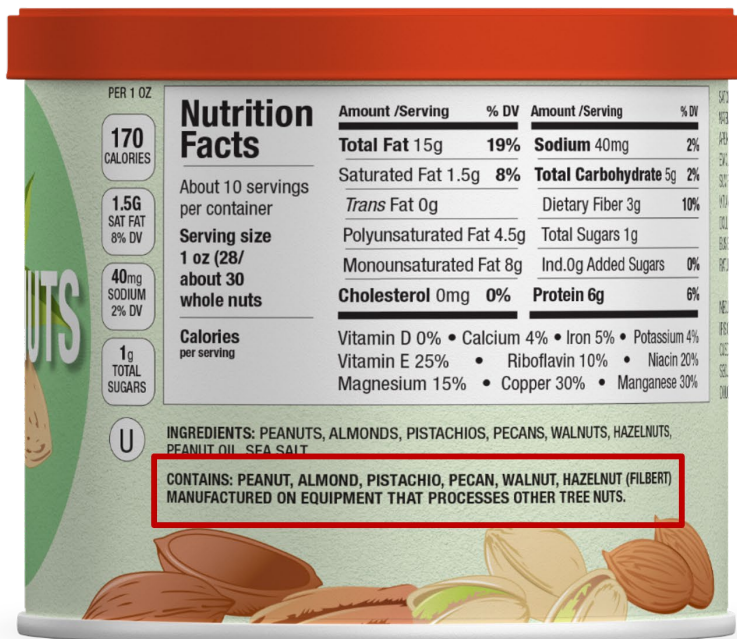 PER 1 OZ
170
CALORIES
1.5G
SAT FAT
8% DV
40mg
SODIUM
2% DV
1g
TOTAL
SUGARS
U
UTS
Nutrition
Facts
About 10 servings
per container
Serving size
1 oz (28/
about 30
whole nuts
Calories
per serving
Amount /Serving % DV
Total Fat 15g 19%
Saturated Fat 1.5g 8%
Trans Fat 0g
Polyunsaturated Fat 4.5g
Monounsaturated Fat 8g
Cholesterol 0mg 0%
Amount /Serving % DV
Sodium 40mg 2%
Total Carbohydrate 5g 2%
Dietary Fiber 3g 10%
Total Sugars 1g
Ind.0g Added Sugars 0%
Protein 6g 6%
Vitamin D 0% • Calcium 4% • Iron 5% • Potassium 4%
Vitamin E 25% • Riboflavin 10% • Niacin 20%
Magnesium 15% • Copper 30% • Manganese 30%
INGREDIENTS: PEANUTS, ALMONDS, PISTACHIOS, PECANS, WALNUTS, HAZELNUTS,
PEANUT OIL, SEA SALT
CONTAINS: PEANUT, ALMOND, PISTACHIO, PECAN, WALNUT, HAZELNUT (FILBERT)
MANUFACTURED ON EQUIPMENT THAT PROCESSES OTHER TREE NUTS.